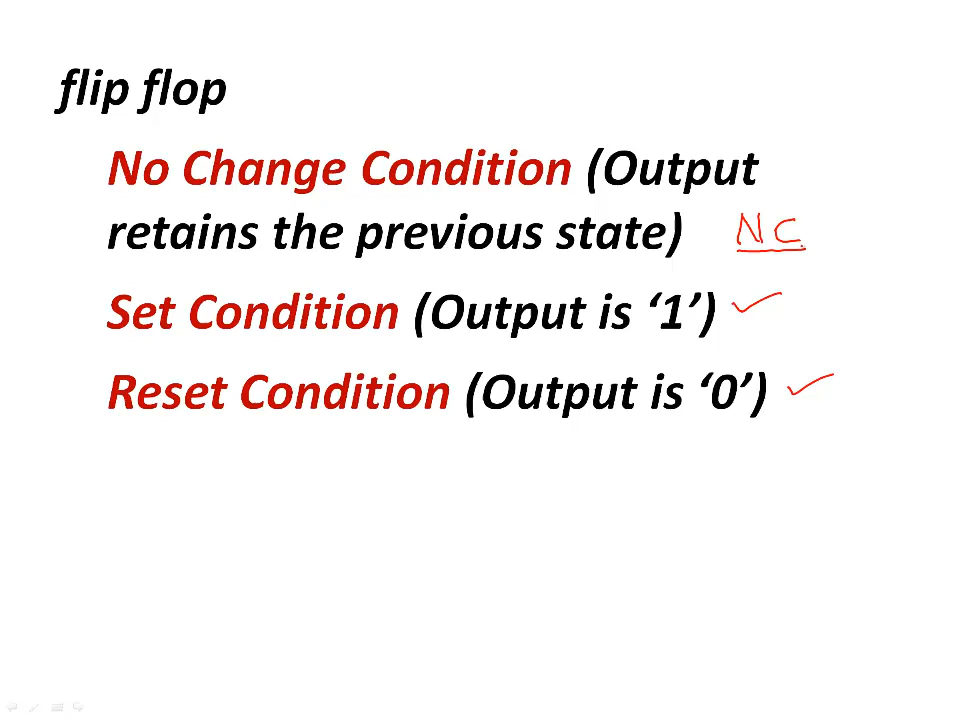 flip flop
No Change Condition (Output
retains the previous state) NC
Set Condition (Output is ‘1’)
Reset Condition (Output is ‘0’)